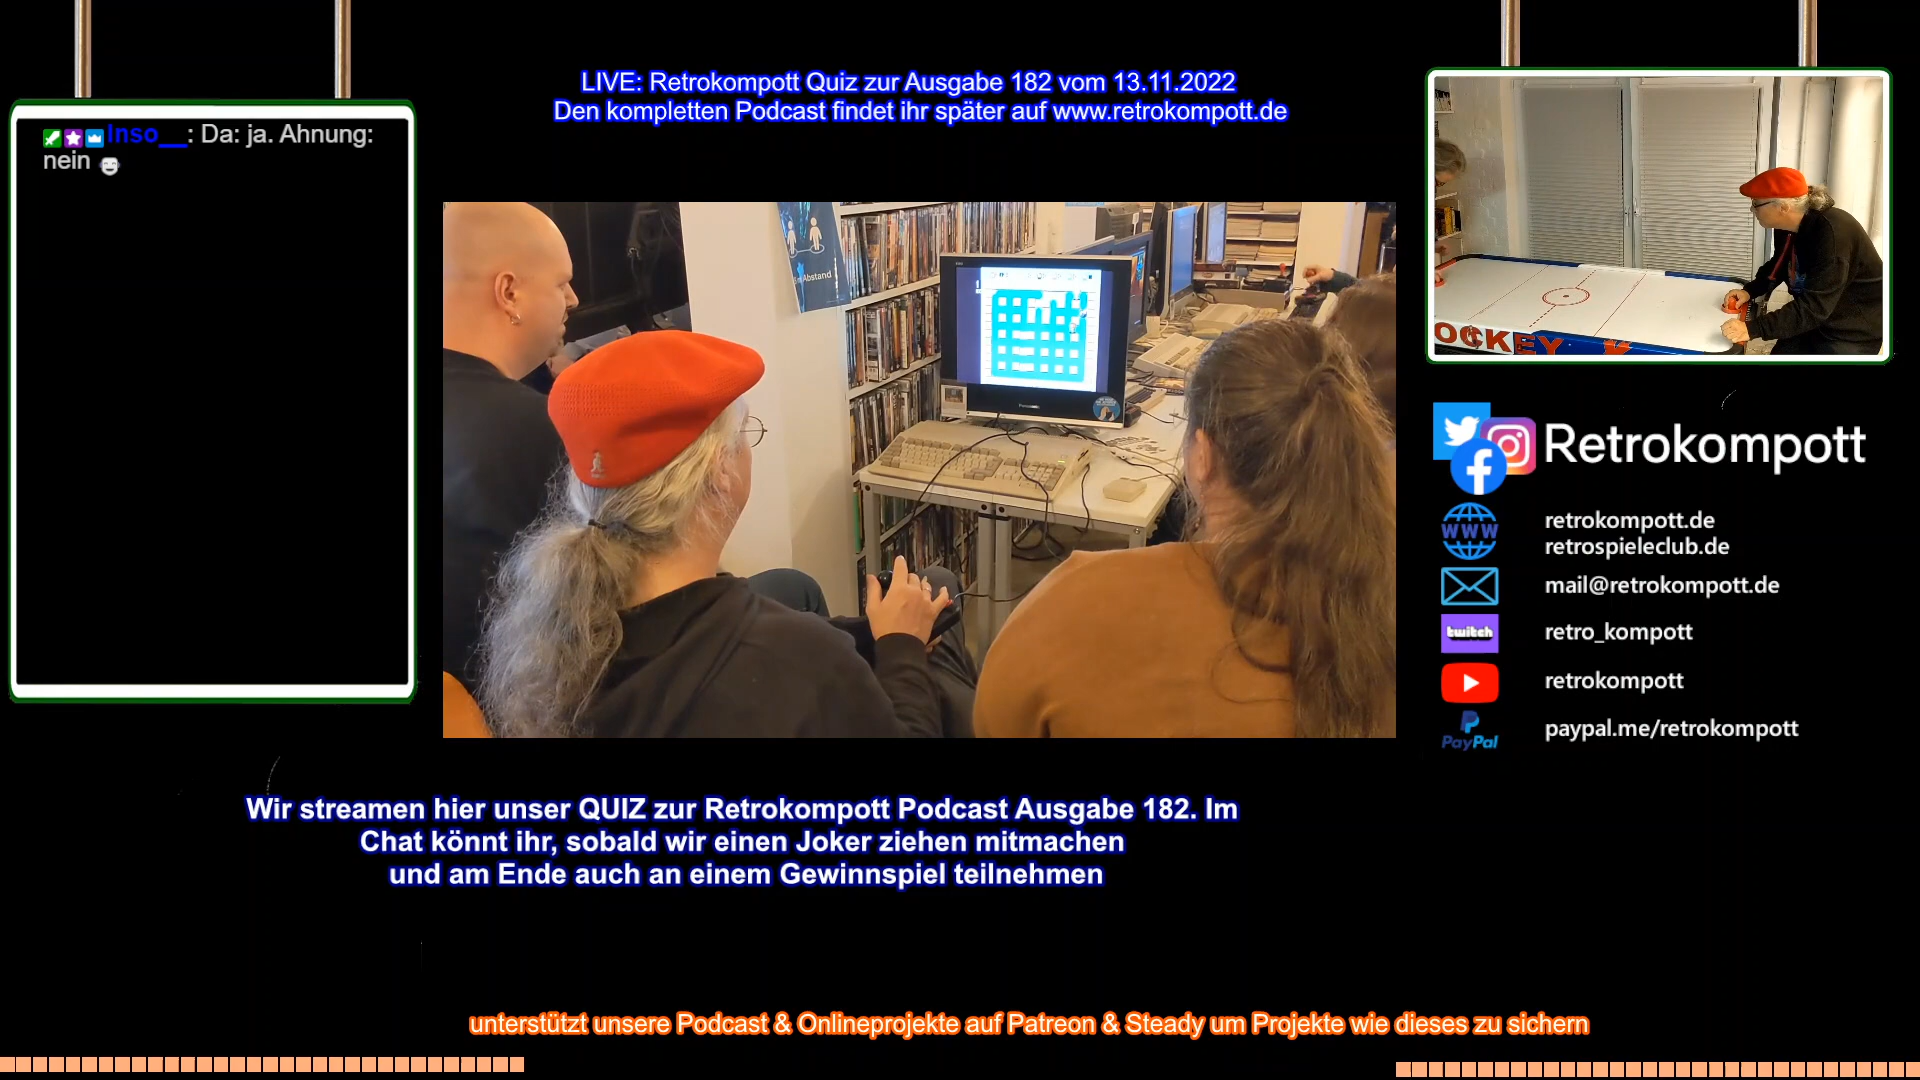 LIVE: Retrokompott Quiz zur Ausgabe 182 vom 13.11.2022
Den kompletten Podcast findet ihr später auf www.retrokompott.de
Inso__: Da: ja. Ahnung:
nein
Abstand
OCKEY
Retrokompott
WWW
retrokompott.de
retrospieleclub.de
mail@retrokompott.de
twitch
retro_kompott
retrokompott
PayPal
paypal.me/retrokompott
Wir streamen hier unser QUIZ zur Retrokompott Podcast Ausgabe 182. Im
Chat könnt ihr, sobald wir einen Joker ziehen mitmachen
und am Ende auch an einem Gewinnspiel teilnehmen
unterstützt unsere Podcast & Onlineprojekte auf Patreon & Steady um Projekte wie dieses zu sichern